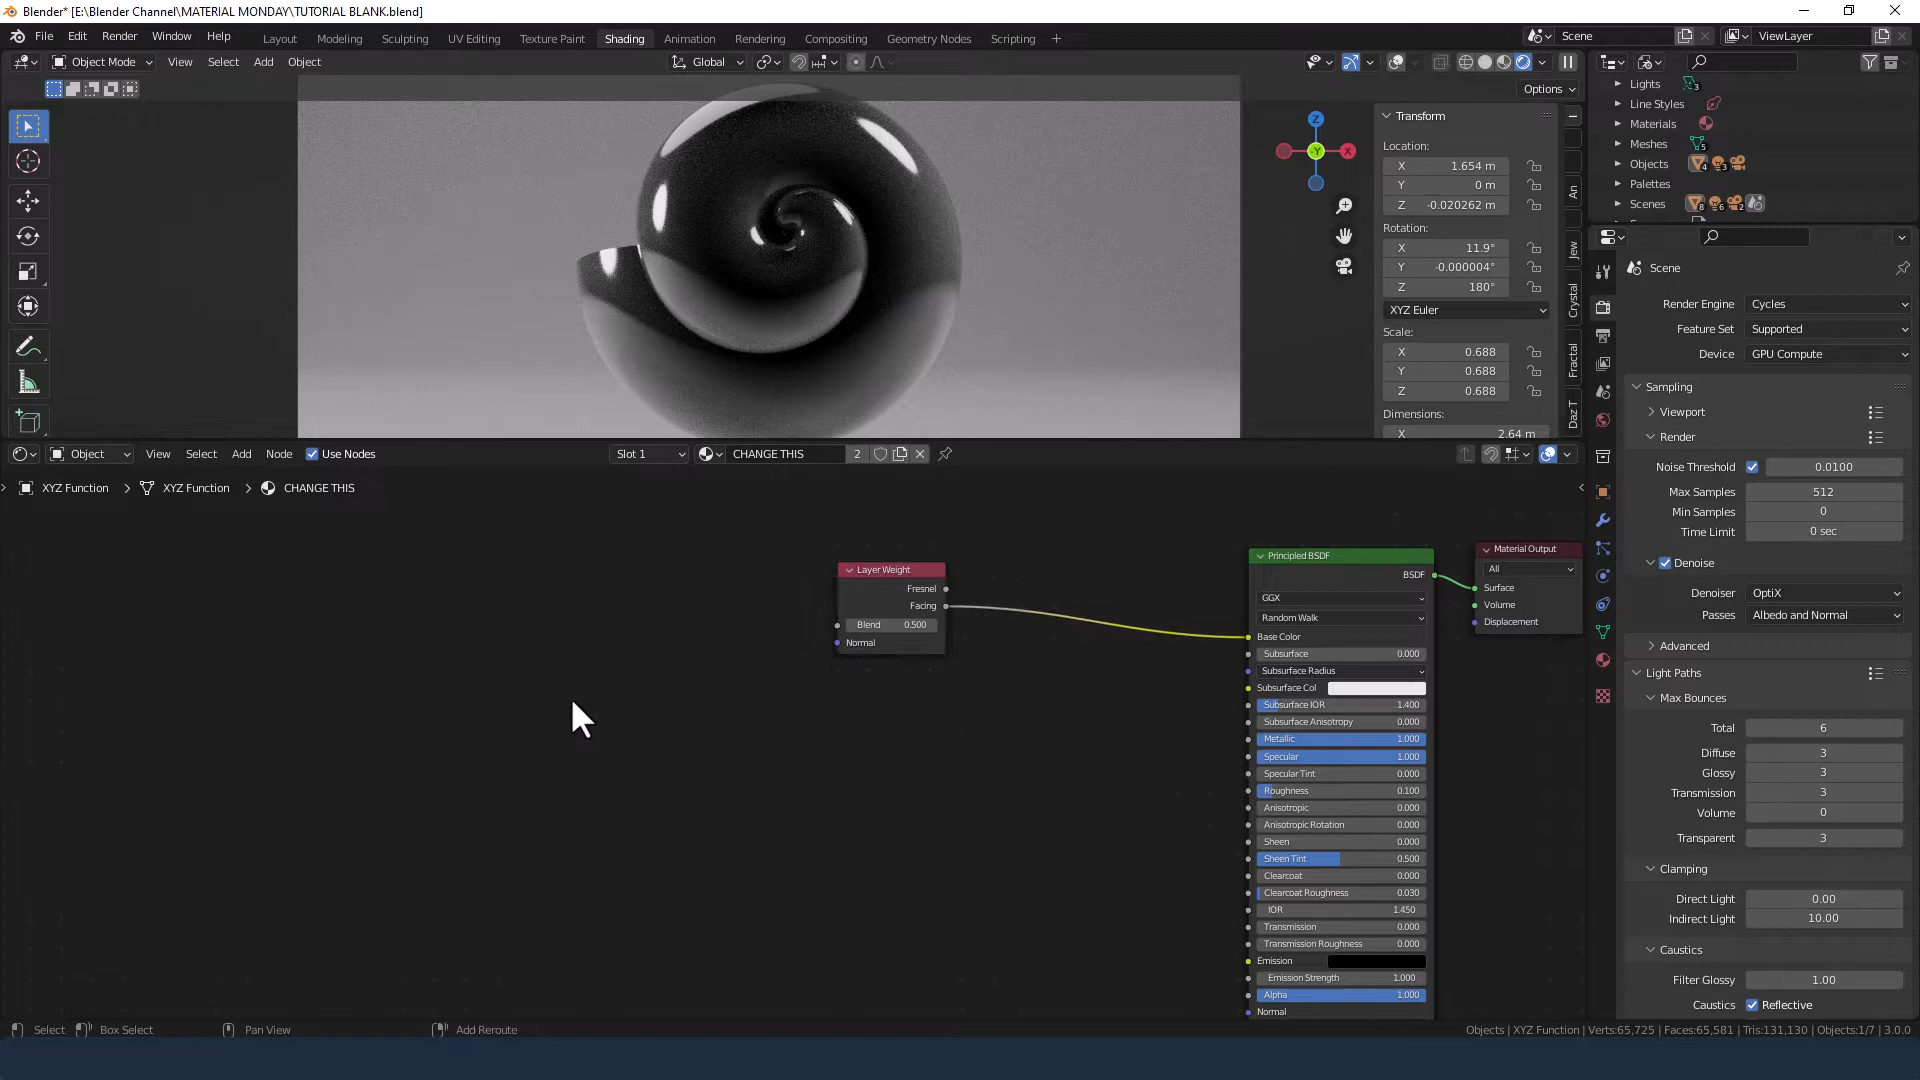 Blender* [E:\Blender Channel\MATERIAL MONDAY\TUTORIAL BLANK.blend]
File Edit Render Window Help Layout Modeling Sculpting UV Editing Texture Paint Shading Animation Rendering Compositing Geometry Nodes Scripting + Scene ViewLayer
Object Mode View Select Add Object Global
Options
Transform
Location:
X 1.654 m
Y 0 m
Z -0.020262 m
Rotation:
X 11.9°
Y -0.000004°
Z 180°
XYZ Euler
Scale:
X 0.688
Y 0.688
Z 0.688
Dimensions:
X 2.64 m
Z
-Y
X
An
Jew
Crystal
Fractal
Daz T
Lights 3
Line Styles
Materials
Meshes 5
Objects 4 3
Palettes
Scenes 8 6 2
Scene
Render Engine Cycles
Feature Set Supported
Device GPU Compute
Sampling
Viewport
Render
Noise Threshold 0.0100
Max Samples 512
Min Samples 0
Time Limit 0 sec
Denoise
Denoiser OptiX
Passes Albedo and Normal
Advanced
Light Paths
Max Bounces
Total 6
Diffuse 3
Glossy 3
Transmission 3
Volume 0
Transparent 3
Clamping
Direct Light 0.00
Indirect Light 10.00
Caustics
Filter Glossy 1.00
Caustics Reflective
Object View Select Add Node Use Nodes Slot 1 CHANGE THIS 2
XYZ Function > XYZ Function > CHANGE THIS
Layer Weight
Fresnel
Facing
Blend 0.500
Normal
Principled BSDF
BSDF
GGX
Random Walk
Base Color
Subsurface 0.000
Subsurface Radius
Subsurface Col
Subsurface IOR 1.400
Subsurface Anisotropy 0.000
Metallic 1.000
Specular 1.000
Specular Tint 0.000
Roughness 0.100
Anisotropic 0.000
Anisotropic Rotation 0.000
Sheen 0.000
Sheen Tint 0.500
Clearcoat 0.000
Clearcoat Roughness 0.030
IOR 1.450
Transmission 0.000
Transmission Roughness 0.000
Emission
Emission Strength 1.000
Alpha 1.000
Normal
Material Output
All
Surface
Volume
Displacement
Select Box Select Pan View Add Reroute Objects | XYZ Function | Verts:65,725 | Faces:65,581 | Tris:131,130 | Objects:1/7 | 3.0.0